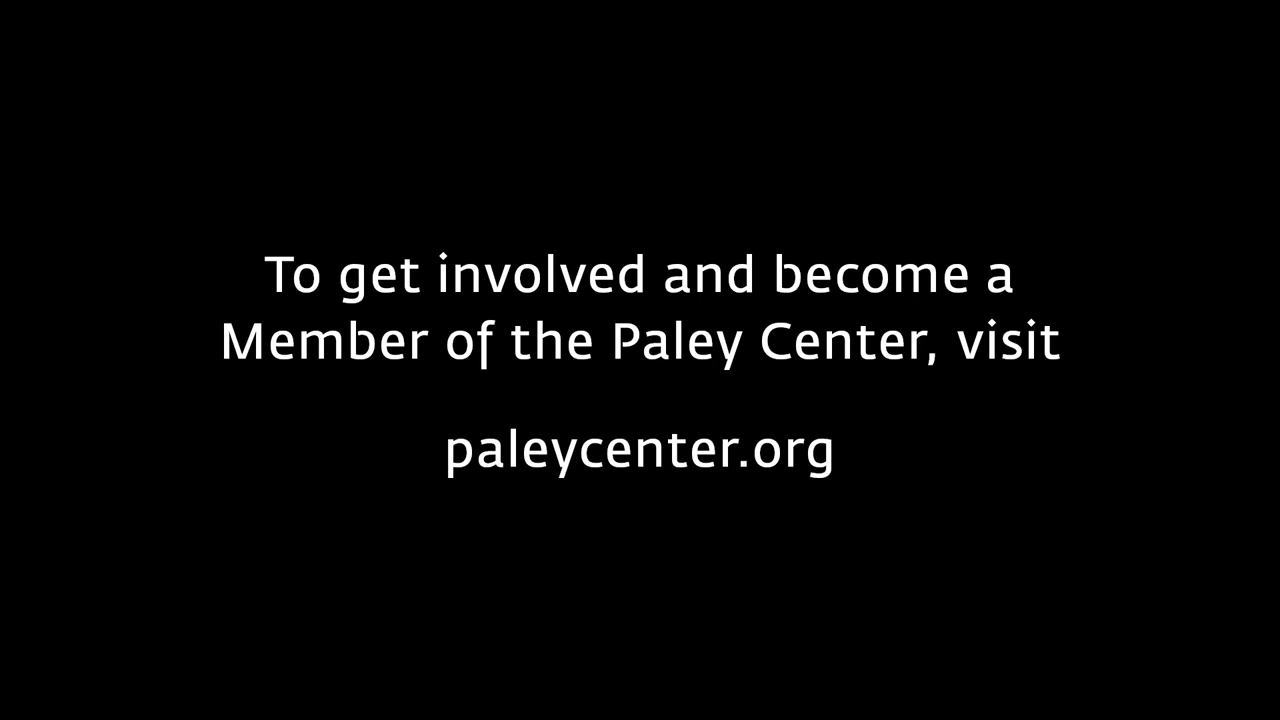 To get involved and become a
Member of the Paley Center, visit
paleycenter.org